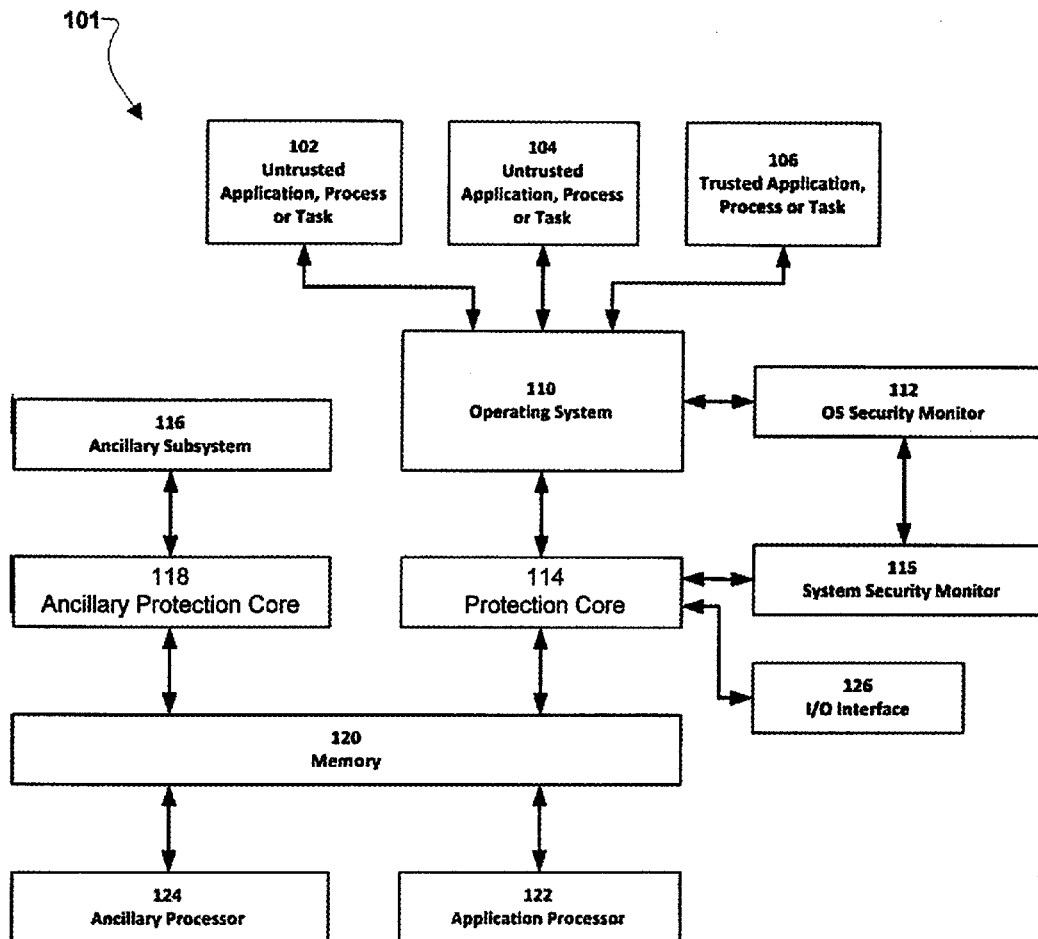 101
102
Untrusted
Application, Process
or Task
104
Untrusted
Application, Process
or Task
106
Trusted Application,
Process or Task
110
Operating System
112
OS Security Monitor
116
Ancillary Subsystem
118
Ancillary Protection Core
114
Protection Core
115
System Security Monitor
126
I/O Interface
120
Memory
124
Ancillary Processor
122
Application Processor